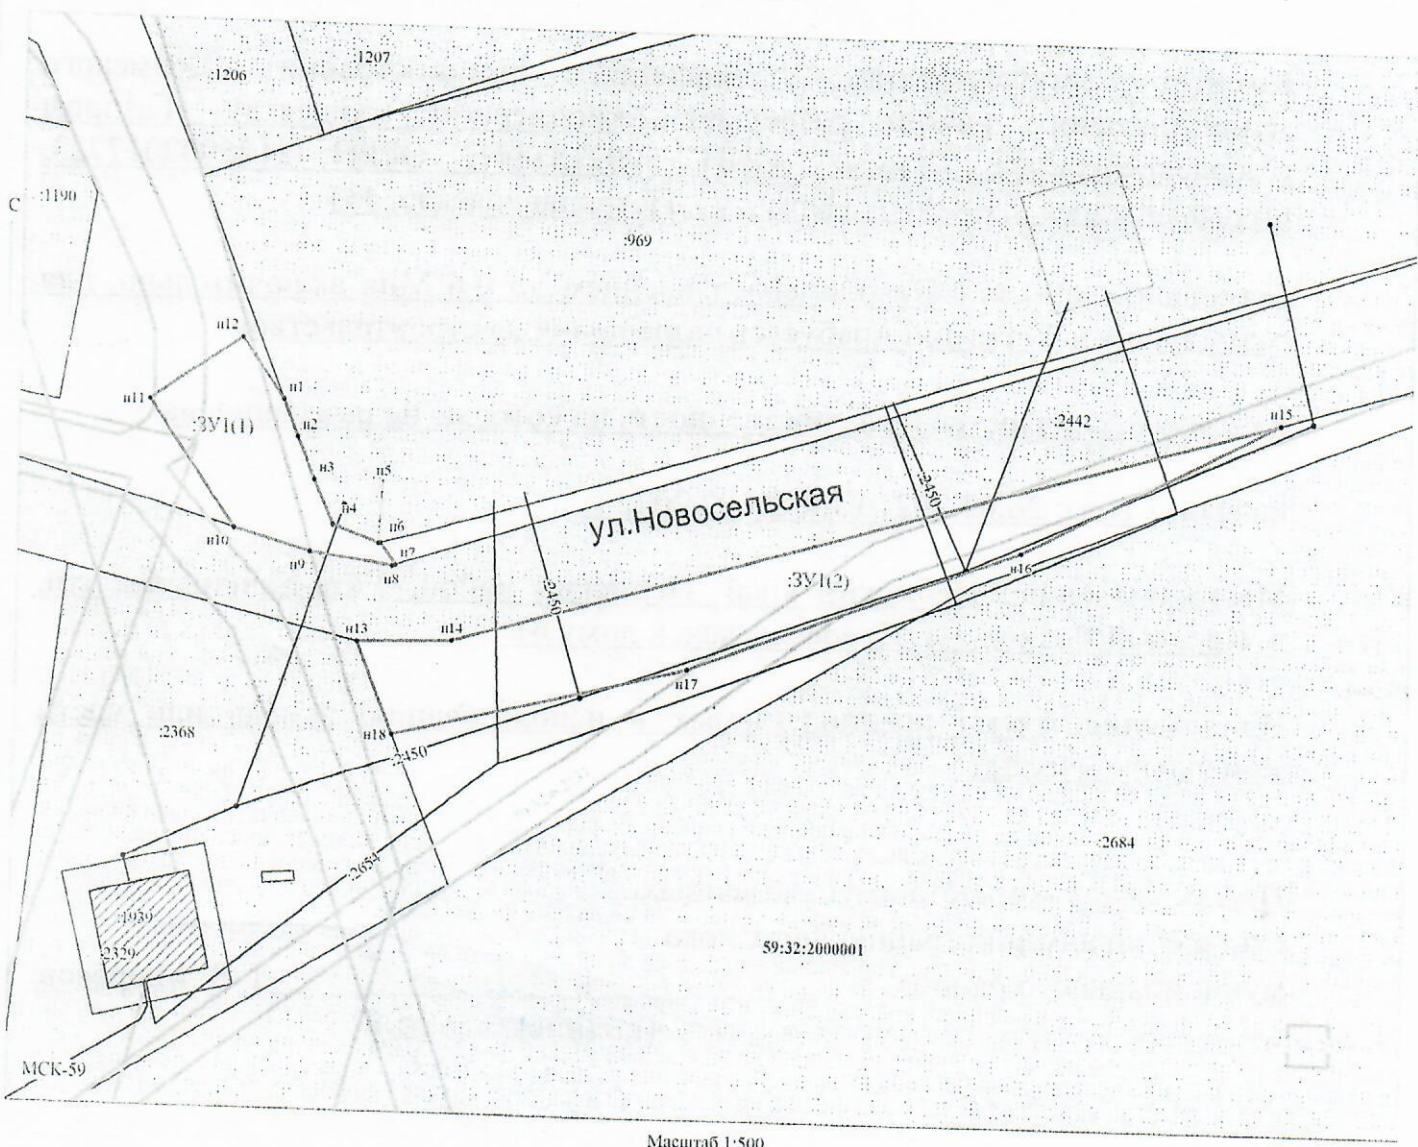 :1207
:1206
:1190
С
:969
н12
н11
н1
:ЗУ1(1)
н2
:2442
н15
н3
н5
:2450
н4
ул.Новосельская
н6
н10
н7
н9
н8
:ЗУ1(2)
н16
:2450
н13
н14
н17
:2368
н18
:2450
:2684
:2654
:1939
59:32:2000001
:2329
МСК-59
Масштаб 1:500